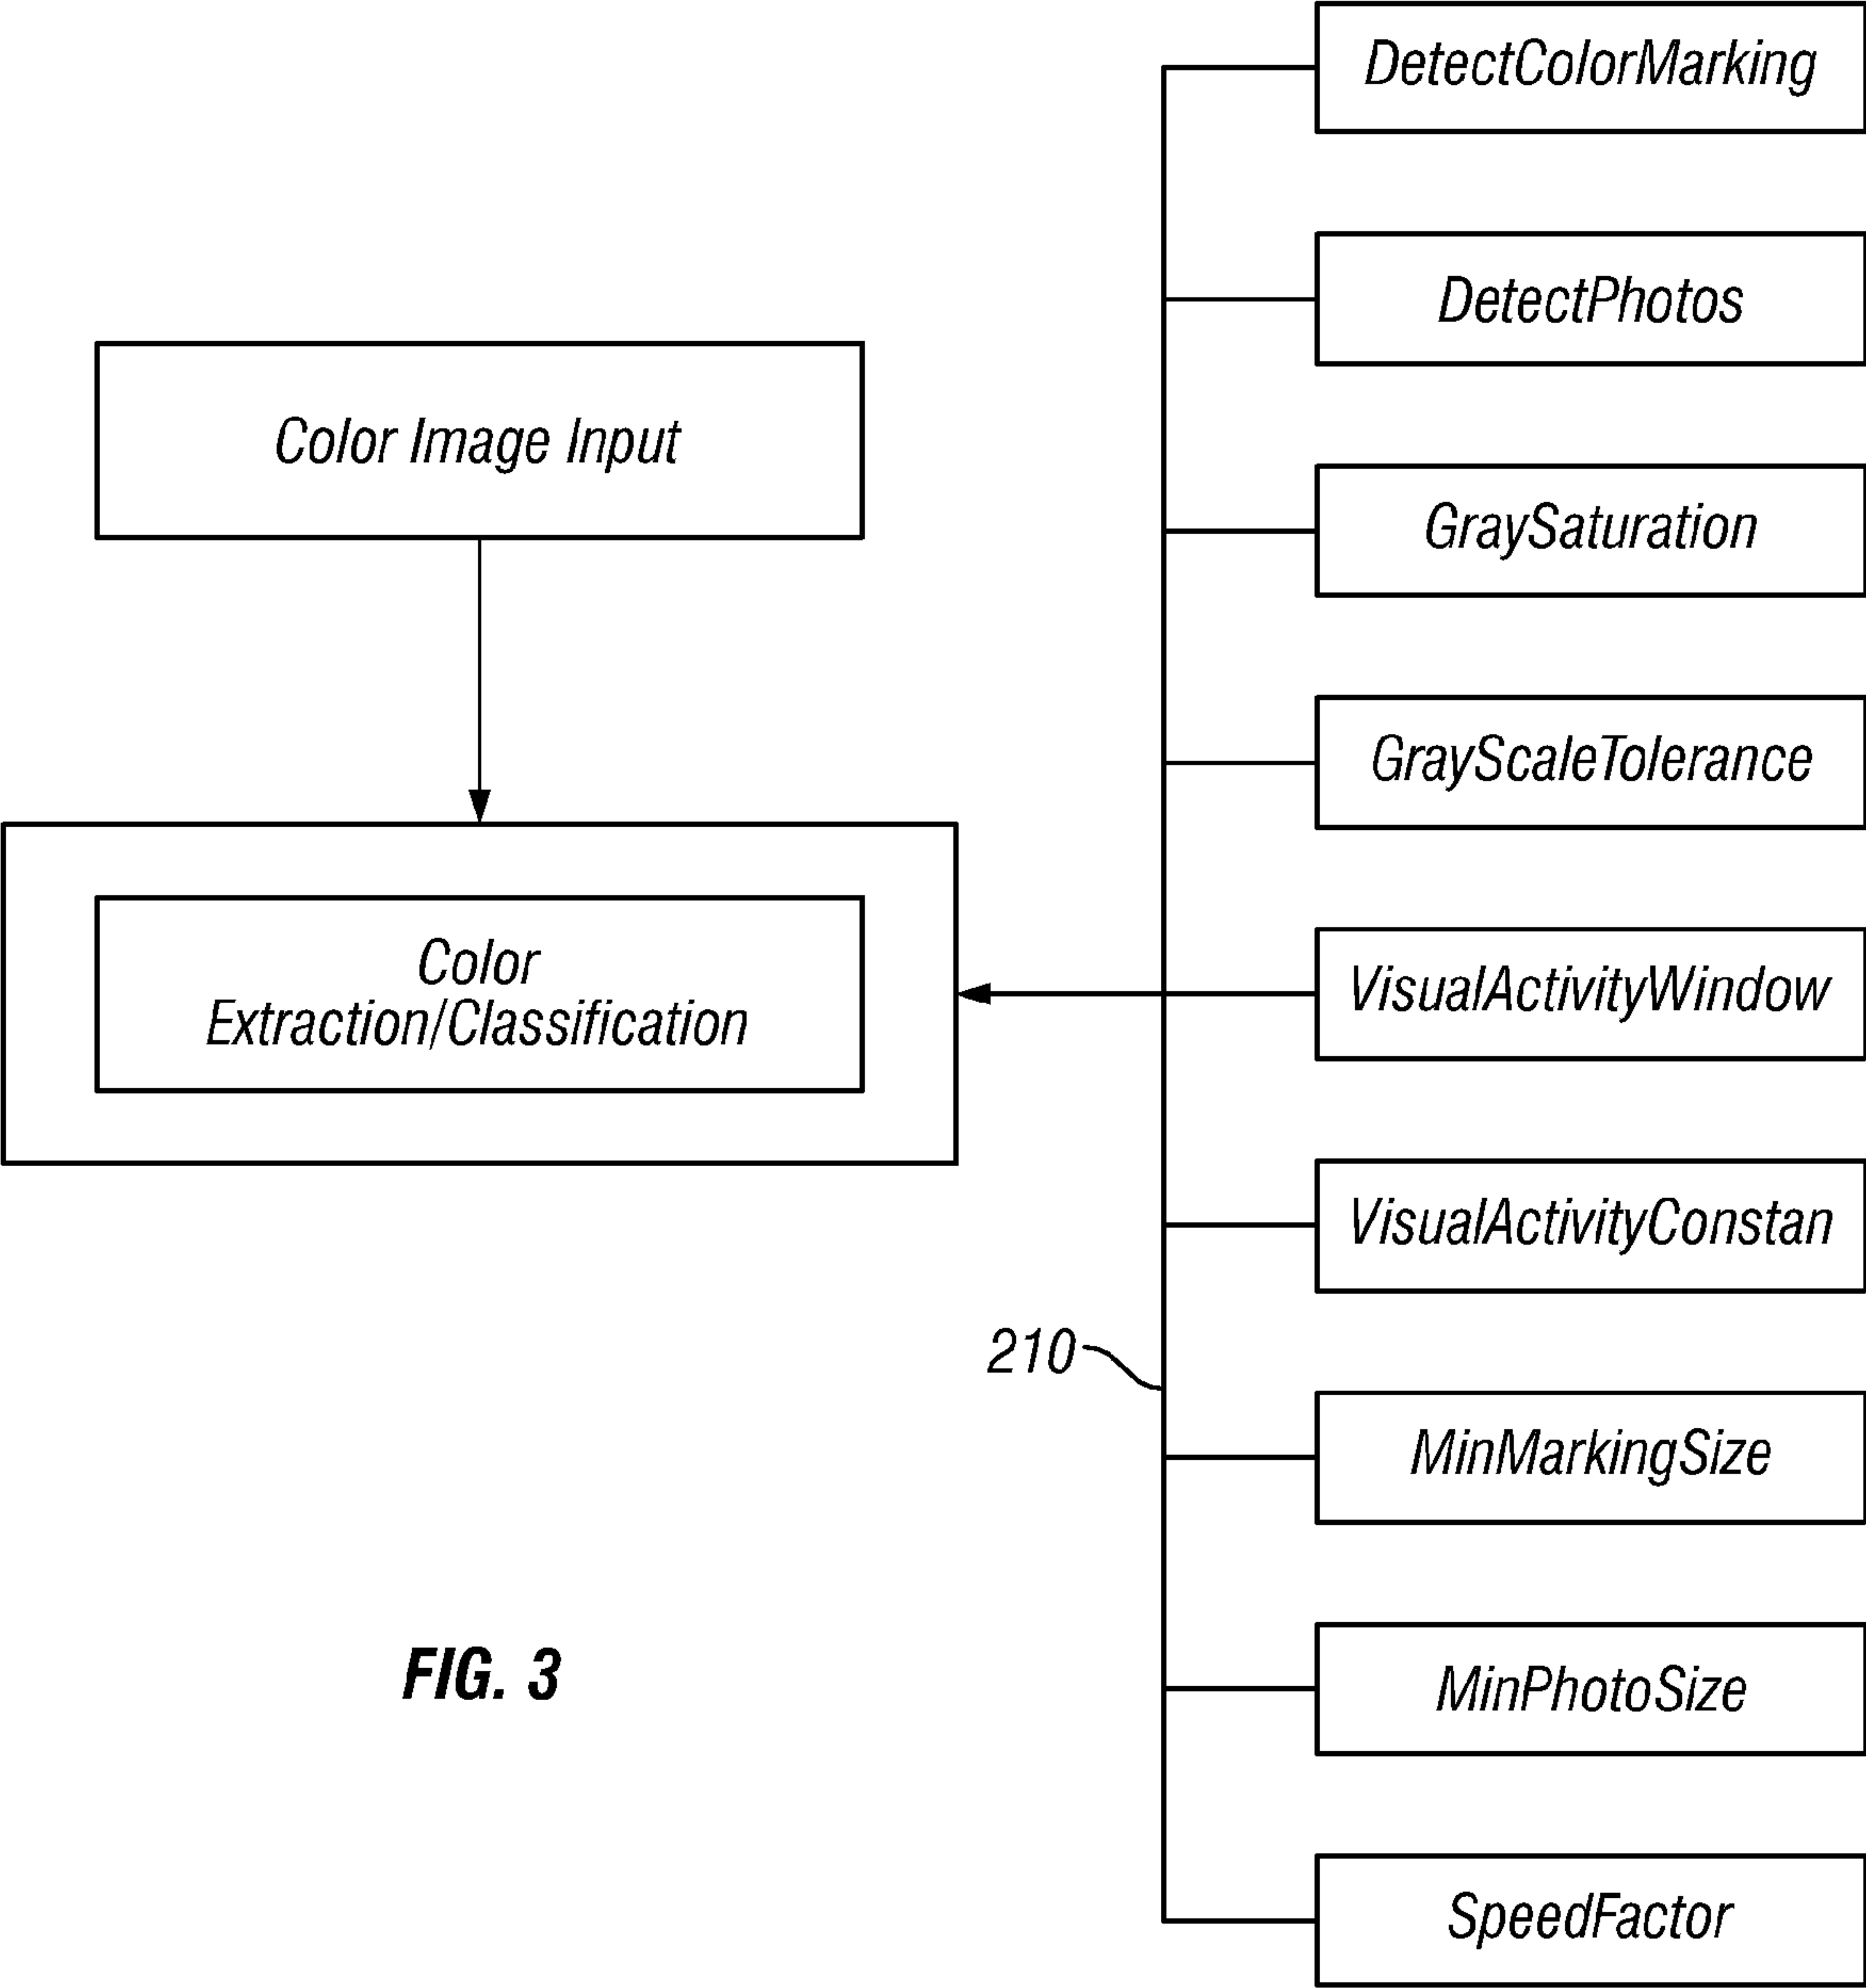 DetectColorMarking
DetectPhotos
Color Image Input
GraySaturation
GrayScaleTolerance
Color
Extraction/Classification
VisualActivityWindow
VisualActivityConstan
210
MinMarkingSize
MinPhotoSize
FIG. 3
SpeedFactor